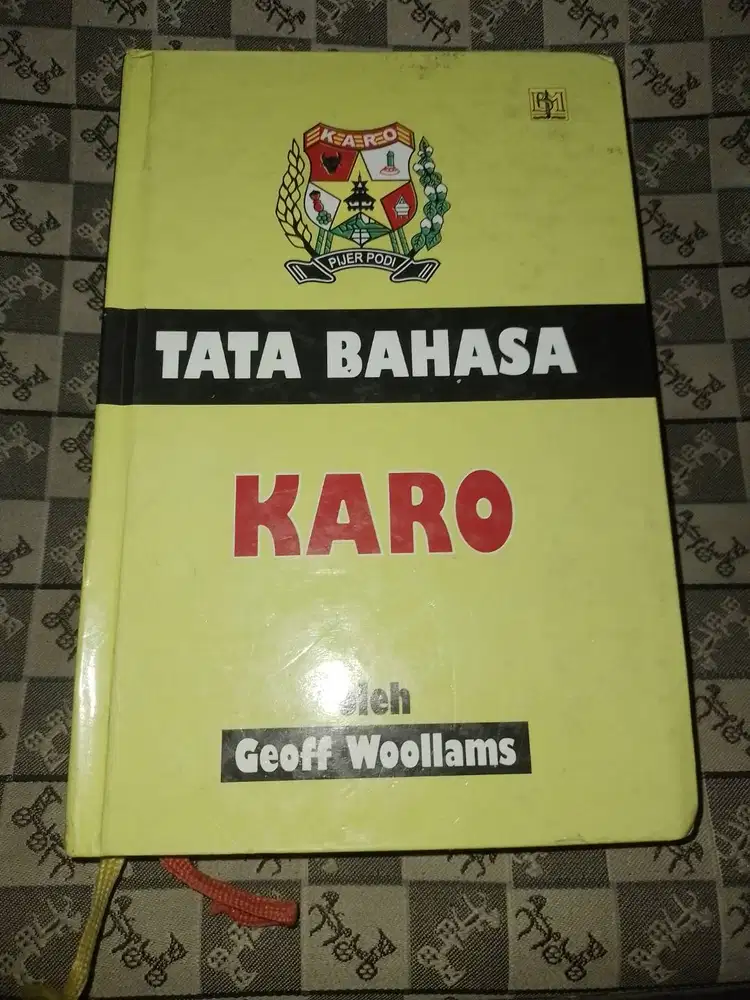 KARO
PIJER PODI
TATA BAHASA
KARO
oleh
Geoff Woollams